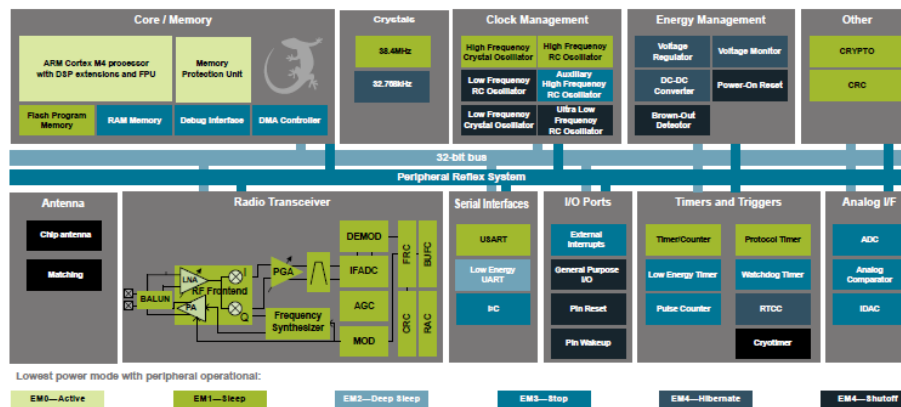 Core / Memory
ARM Cortex M4 processor
with DSP extensions and FPU
Memory
Protection Unit
Flash Program
Memory
RAM Memory
Debug Interface
DMA Controller
Crystals
38.4MHz
32.768kHz
Clock Management
High Frequency
Crystal Oscillator
High Frequency
RC Oscillator
Low Frequency
RC Oscillator
Auxiliary
High Frequency
RC Oscillator
Low Frequency
Crystal Oscillator
Ultra Low
Frequency
RC Oscillator
Energy Management
Voltage
Regulator
Voltage Monitor
DC-DC
Converter
Power-On Reset
Brown-Out
Detector
Other
CRYPTO
CRC
32-bit bus
Peripheral Reflex System
Antenna
Chip antenna
Matching
Radio Transceiver
BALUN
LNA
RF Frontend
PA
I
Q
PGA
Frequency
Synthesizer
DEMOD
IFADC
AGC
MOD
FRC
BUFC
CRC
RAC
Serial Interfaces
USART
Low Energy
UART
I²C
I/O Ports
External
Interrupts
General Purpose
I/O
Pin Reset
Pin Wakeup
Timers and Triggers
Timer/Counter
Protocol Timer
Low Energy Timer
Watchdog Timer
Pulse Counter
RTCC
Cryotimer
Analog I/F
ADC
Analog
Comparator
IDAC
Lowest power mode with peripheral operational:
EM0—Active
EM1—Sleep
EM2—Deep Sleep
EM3—Stop
EM4—Hibernate
EM4—Shutoff